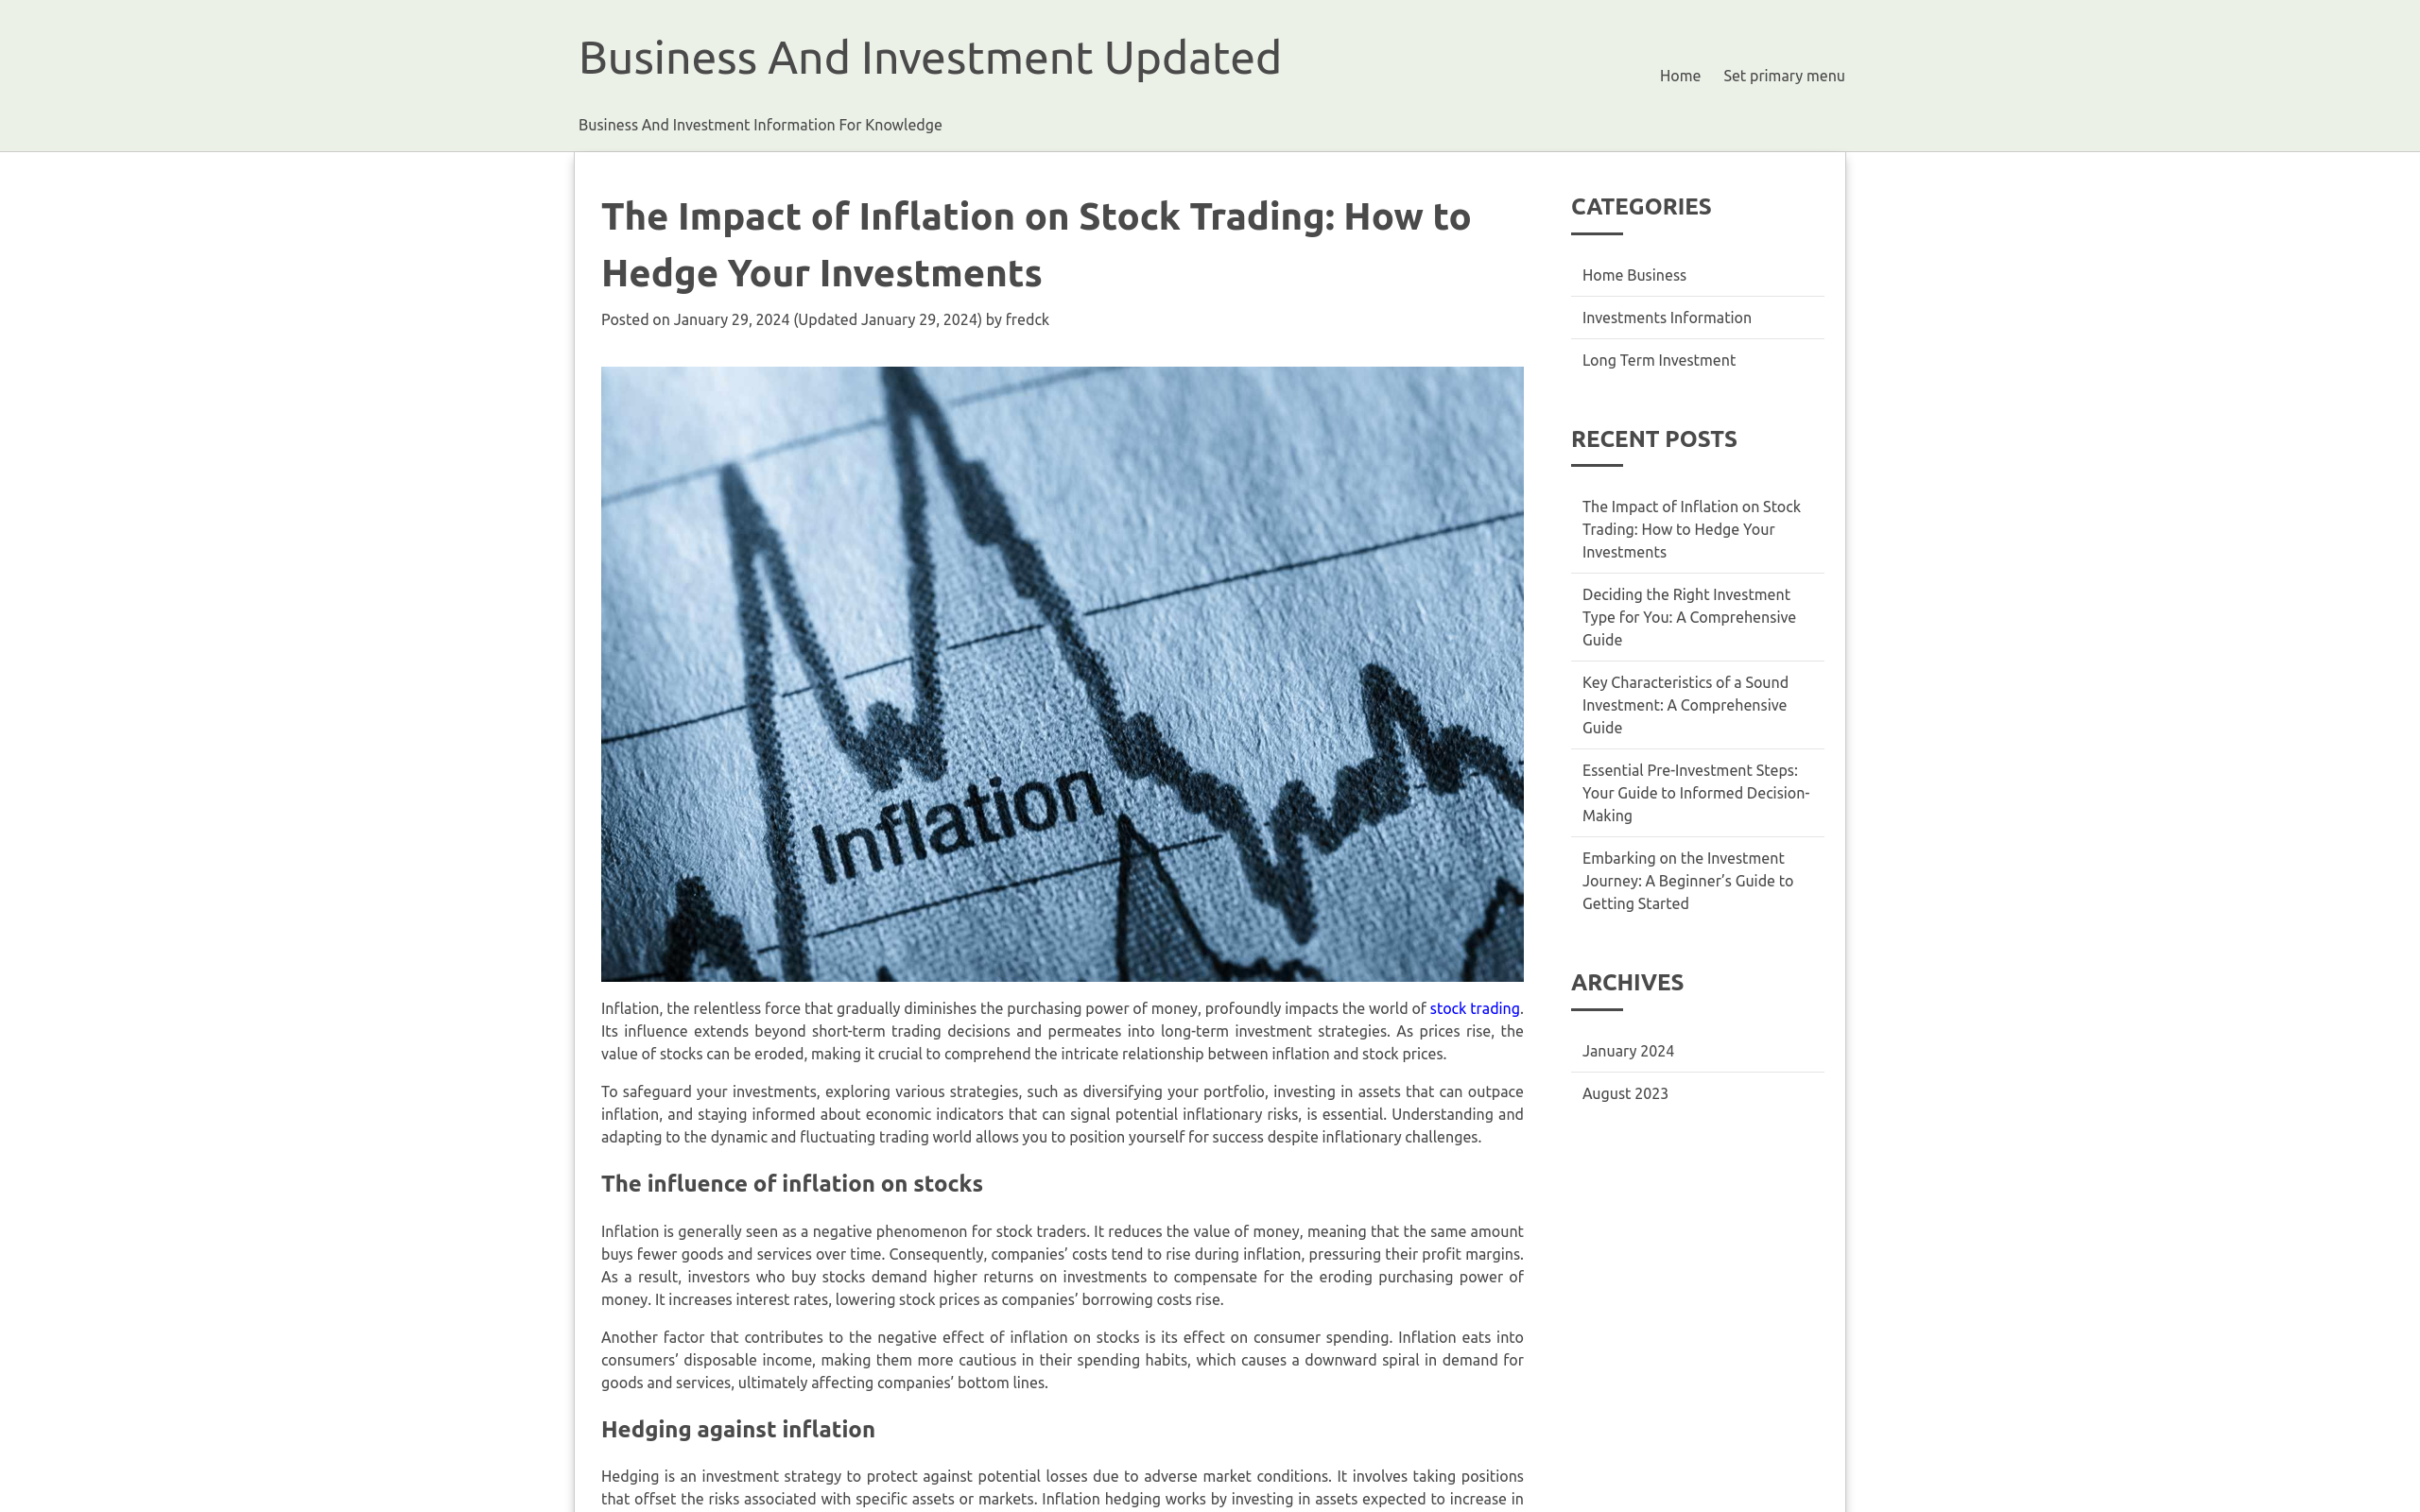 Business And Investment Updated
Home Set primary menu
Business And Investment Information For Knowledge
The Impact of Inflation on Stock Trading: How to
Hedge Your Investments
Posted on January 29, 2024 (Updated January 29, 2024) by fredck
Inflation
Inflation, the relentless force that gradually diminishes the purchasing power of money, profoundly impacts the world of stock trading.
Its influence extends beyond short-term trading decisions and permeates into long-term investment strategies. As prices rise, the
value of stocks can be eroded, making it crucial to comprehend the intricate relationship between inflation and stock prices.
To safeguard your investments, exploring various strategies, such as diversifying your portfolio, investing in assets that can outpace
inflation, and staying informed about economic indicators that can signal potential inflationary risks, is essential. Understanding and
adapting to the dynamic and fluctuating trading world allows you to position yourself for success despite inflationary challenges.
The influence of inflation on stocks
Inflation is generally seen as a negative phenomenon for stock traders. It reduces the value of money, meaning that the same amount
buys fewer goods and services over time. Consequently, companies’ costs tend to rise during inflation, pressuring their profit margins.
As a result, investors who buy stocks demand higher returns on investments to compensate for the eroding purchasing power of
money. It increases interest rates, lowering stock prices as companies’ borrowing costs rise.
Another factor that contributes to the negative effect of inflation on stocks is its effect on consumer spending. Inflation eats into
consumers’ disposable income, making them more cautious in their spending habits, which causes a downward spiral in demand for
goods and services, ultimately affecting companies’ bottom lines.
Hedging against inflation
Hedging is an investment strategy to protect against potential losses due to adverse market conditions. It involves taking positions
that offset the risks associated with specific assets or markets. Inflation hedging works by investing in assets expected to increase in
CATEGORIES
Home Business
Investments Information
Long Term Investment
RECENT POSTS
The Impact of Inflation on Stock
Trading: How to Hedge Your
Investments
Deciding the Right Investment
Type for You: A Comprehensive
Guide
Key Characteristics of a Sound
Investment: A Comprehensive
Guide
Essential Pre-Investment Steps:
Your Guide to Informed Decision-
Making
Embarking on the Investment
Journey: A Beginner’s Guide to
Getting Started
ARCHIVES
January 2024
August 2023